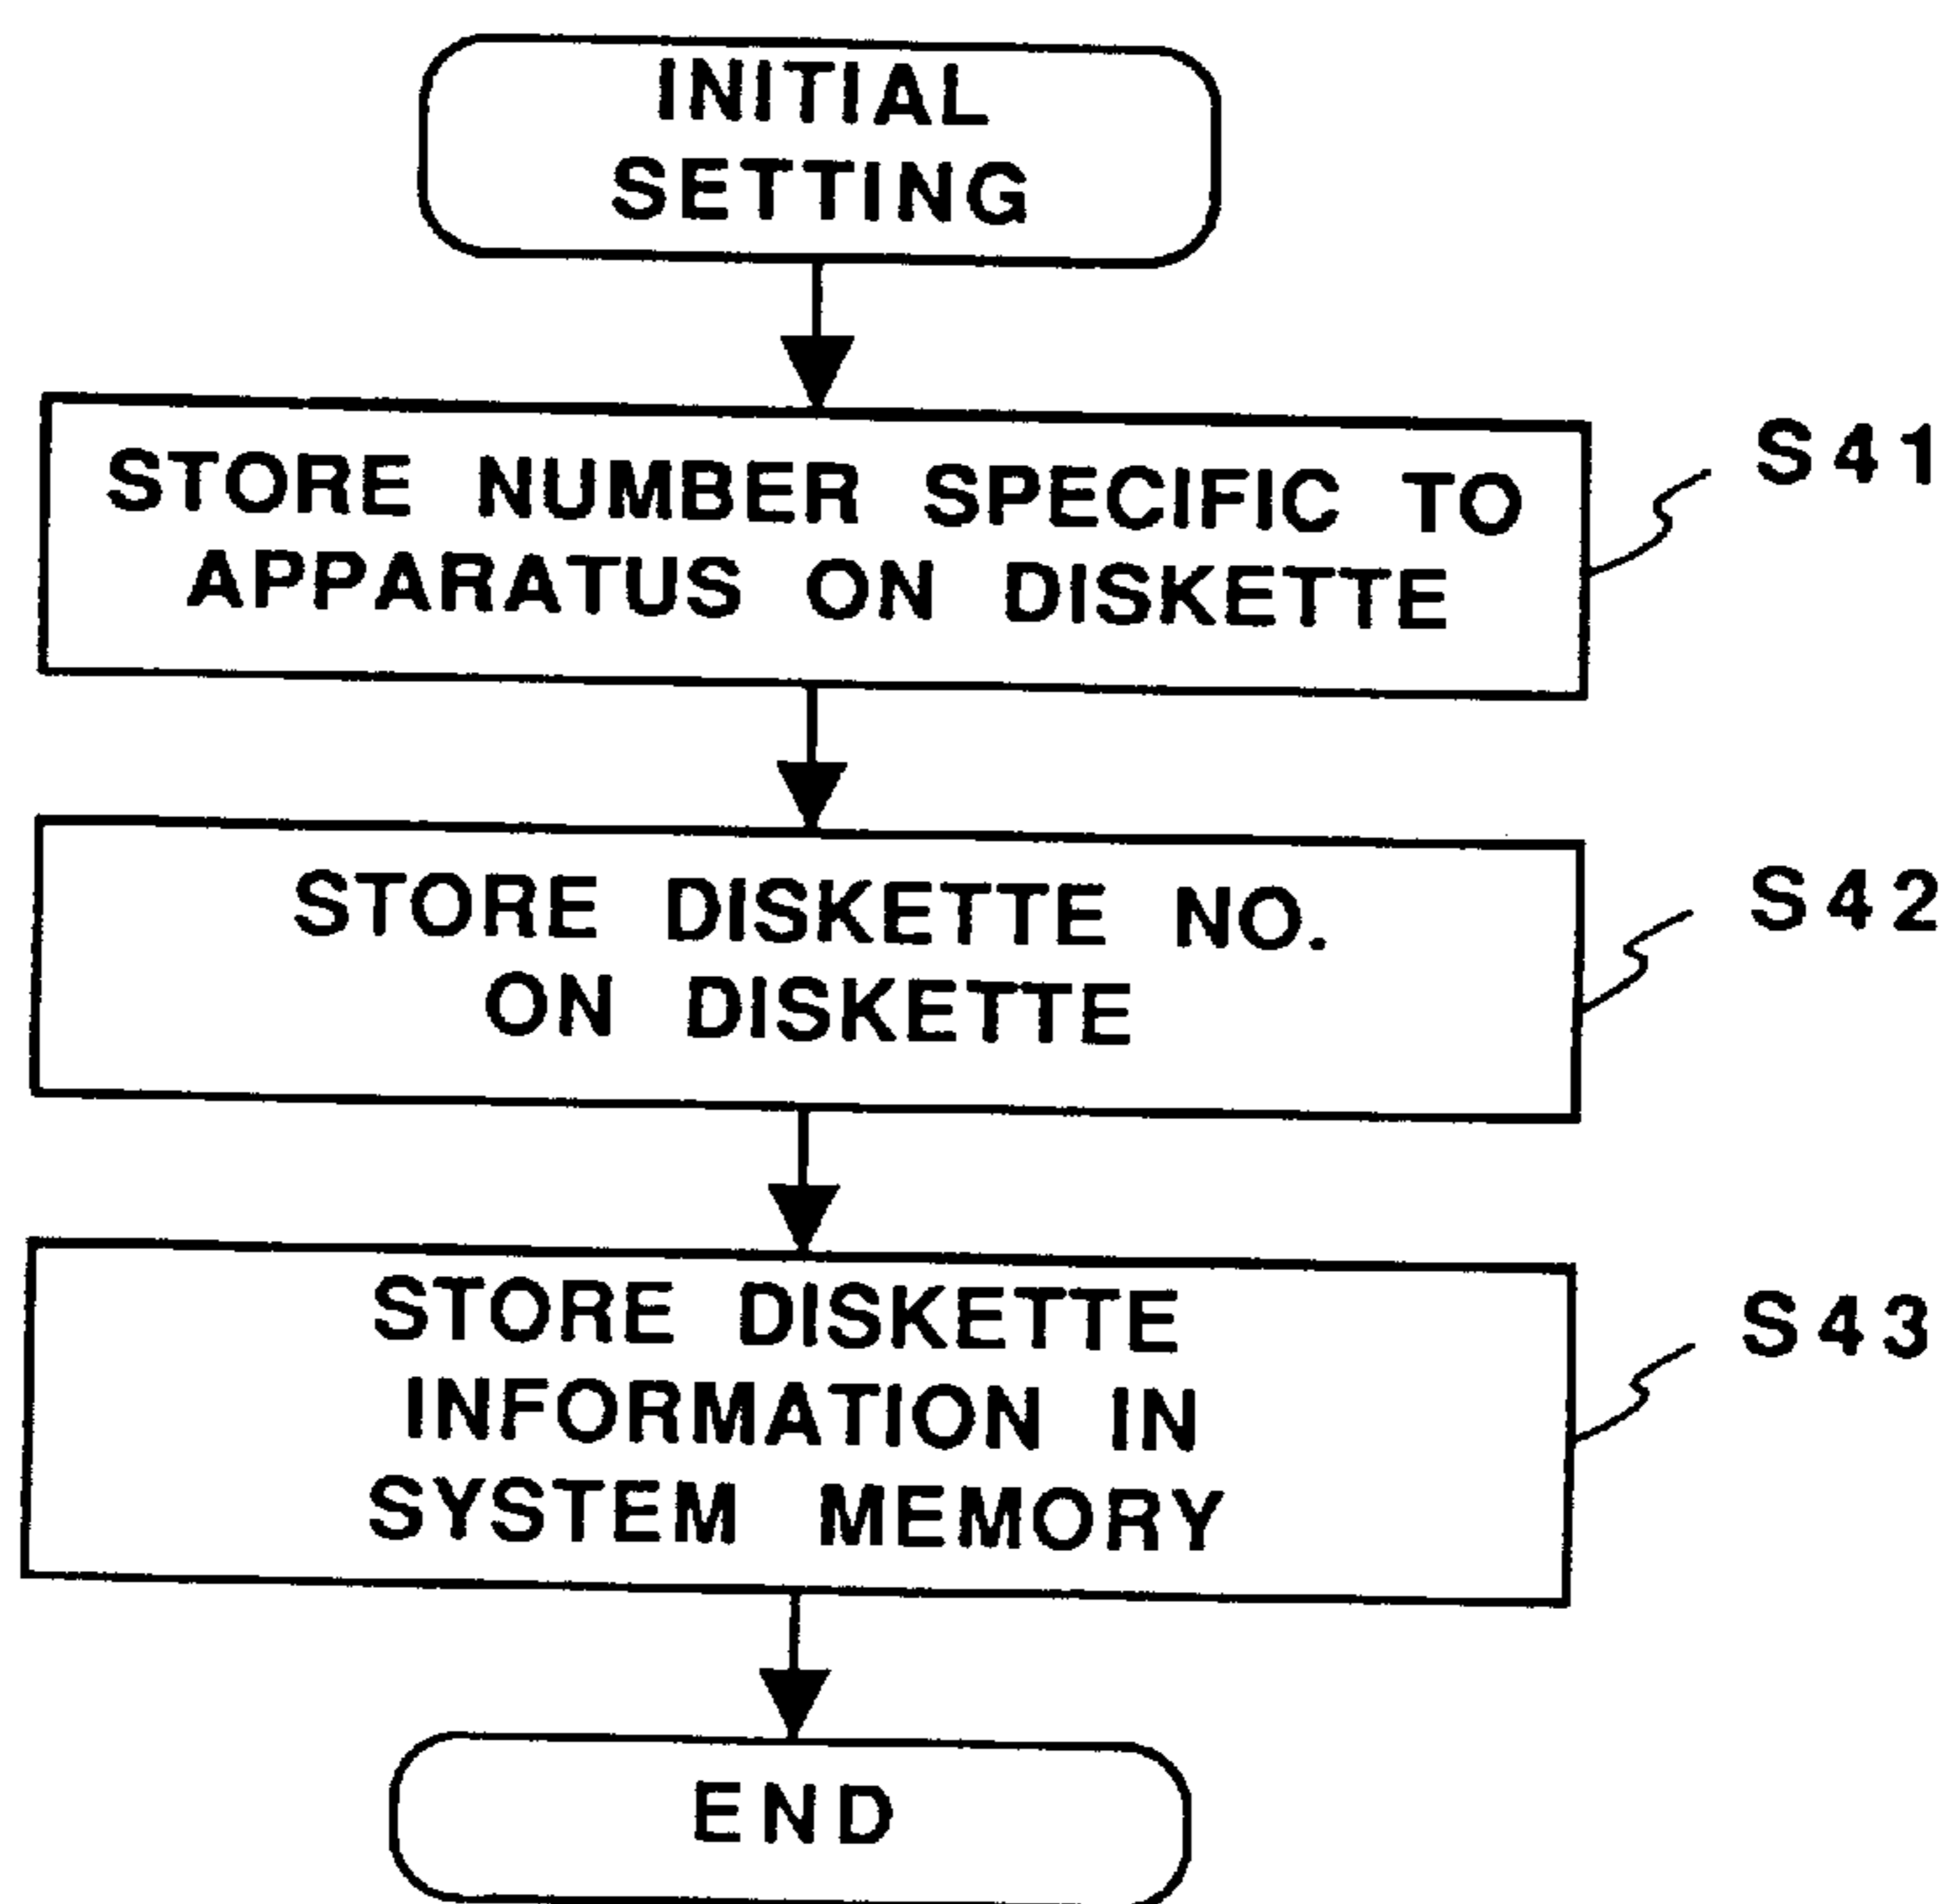 INITIAL
SETTING
STORE NUMBER SPECIFIC TO
APPARATUS ON DISKETTE
S41
STORE DISKETTE NO.
ON DISKETTE
S42
STORE DISKETTE
INFORMATION IN
SYSTEM MEMORY
S43
END